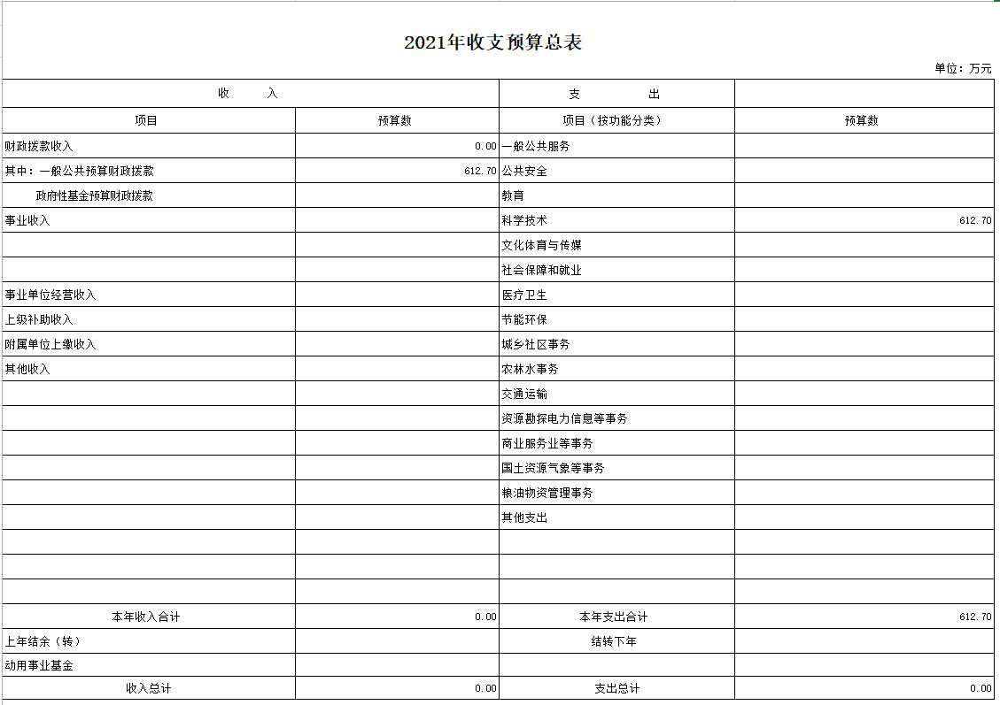 2021年收支预算总表
单位：万元
收 入 支 出
项目 预算数 项目（按功能分类） 预算数
财政拨款收入 0.00 一般公共服务
其中：一般公共预算财政拨款 612.70 公共安全
政府性基金预算财政拨款 教育
事业收入 科学技术 612.70
文化体育与传媒
社会保障和就业
事业单位经营收入 医疗卫生
上级补助收入 节能环保
附属单位上缴收入 城乡社区事务
其他收入 农林水事务
交通运输
资源勘探电力信息等事务
商业服务业等事务
国土资源气象等事务
粮油物资管理事务
其他支出
本年收入合计 0.00 本年支出合计 612.70
上年结余（转） 结转下年
动用事业基金
收入总计 0.00 支出总计 0.00